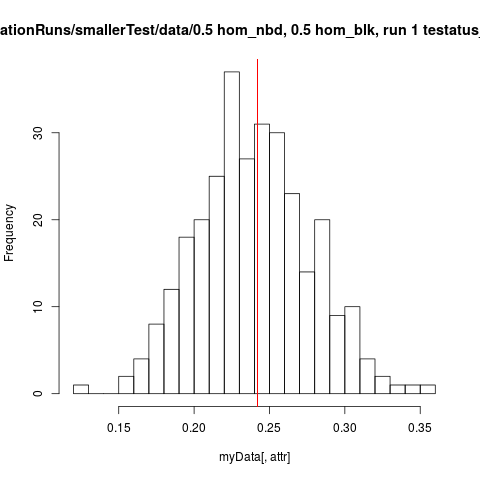 ationRuns/smallerTest/data/0.5 hom_nbd, 0.5 hom_blk, run 1 testatus_
Frequency
30
20
10
0
0.15 0.20 0.25 0.30 0.35
myData[, attr]